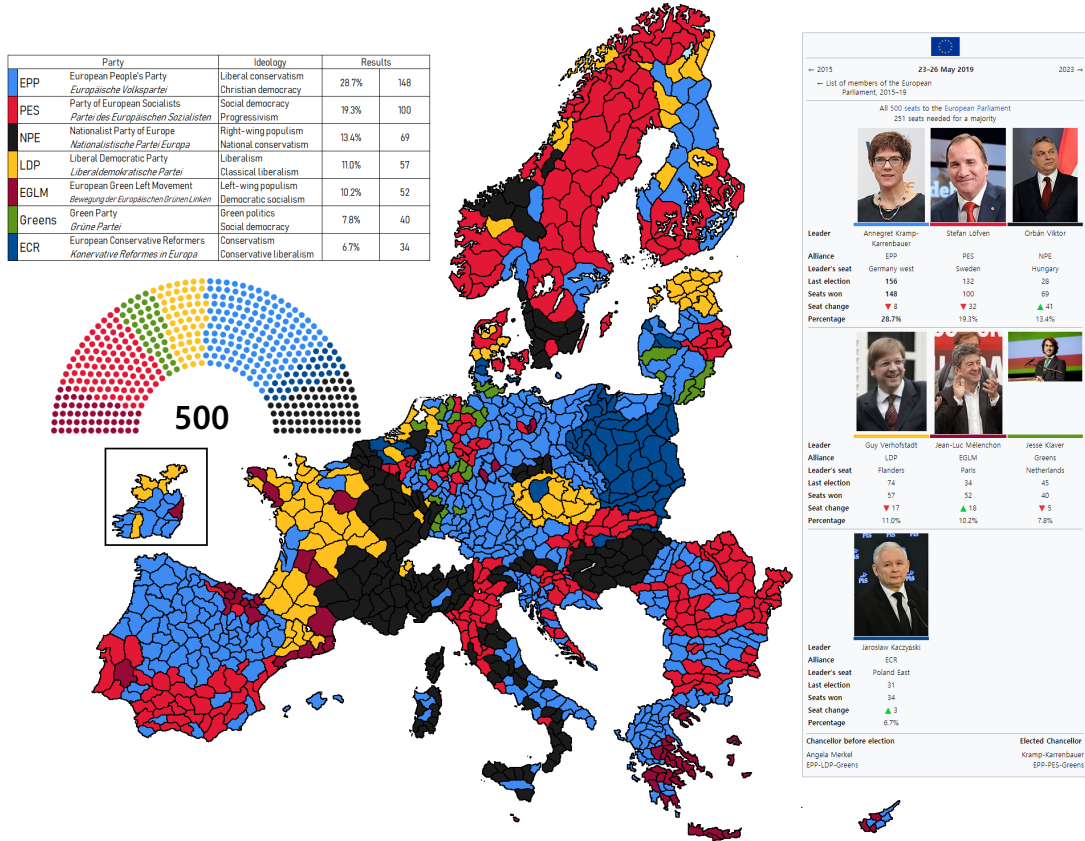 Party Ideology Results
EPP European People's Party Liberal conservatism 28.7% 148
Europäische Volkspartei Christian democracy
PES Party of European Socialists Social democracy 19.3% 100
Partei des Europäischen Sozialisten Progressivism
NPE Nationalist Party of Europe Right-wing populism 13.4% 69
Nationalistische Partei Europa National conservatism
LDP Liberal Democratic Party Liberalism 11.0% 57
Liberaldemokratische Partei Classical liberalism
EGLM European Green Left Movement Left-wing populism 10.2% 52
Bewegung der Europäischen Grünen Linken Democratic socialism
Greens Green Party Green politics 7.8% 40
Grüne Partei Social democracy
ECR European Conservative Reformers Conservatism 6.7% 34
Konervative Reformes in Europa Conservative liberalism
500
← 2015 23–26 May 2019 2023 →
← List of members of the European
Parliament, 2015–19
All 500 seats to the European Parliament
251 seats needed for a majority
Leader Annegret Kramp-Karrenbauer Stefan Löfven Orbán Viktor
Alliance EPP PES NPE
Leader's seat Germany west Sweden Hungary
Last election 156 132 28
Seats won 148 100 69
Seat change ▼ 8 ▼ 32 ▲ 41
Percentage 28.7% 19.3% 13.4%
Leader Guy Verhofstadt Jean-Luc Mélenchon Jesse Klaver
Alliance LDP EGLM Greens
Leader's seat Flanders Paris Netherlands
Last election 74 34 45
Seats won 57 52 40
Seat change ▼ 17 ▲ 18 ▼ 5
Percentage 11.0% 10.2% 7.8%
PiS
Leader Jarosław Kaczyński
Alliance ECR
Leader's seat Poland East
Last election 31
Seats won 34
Seat change ▲ 3
Percentage 6.7%
Chancellor before election Elected Chancellor
Angela Merkel Kramp-Karrenbauer
EPP-LDP-Greens EPP-PES-Greens